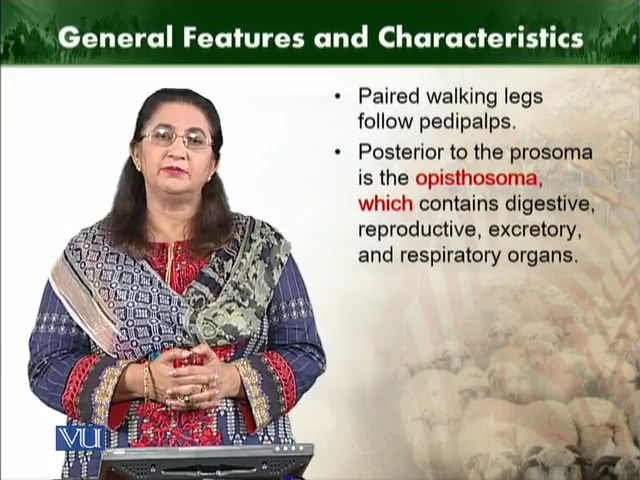 General Features and Characteristics
• Paired walking legs
follow pedipalps.
• Posterior to the prosoma
is the opisthosoma,
which contains digestive,
reproductive, excretory,
and respiratory organs.
VU